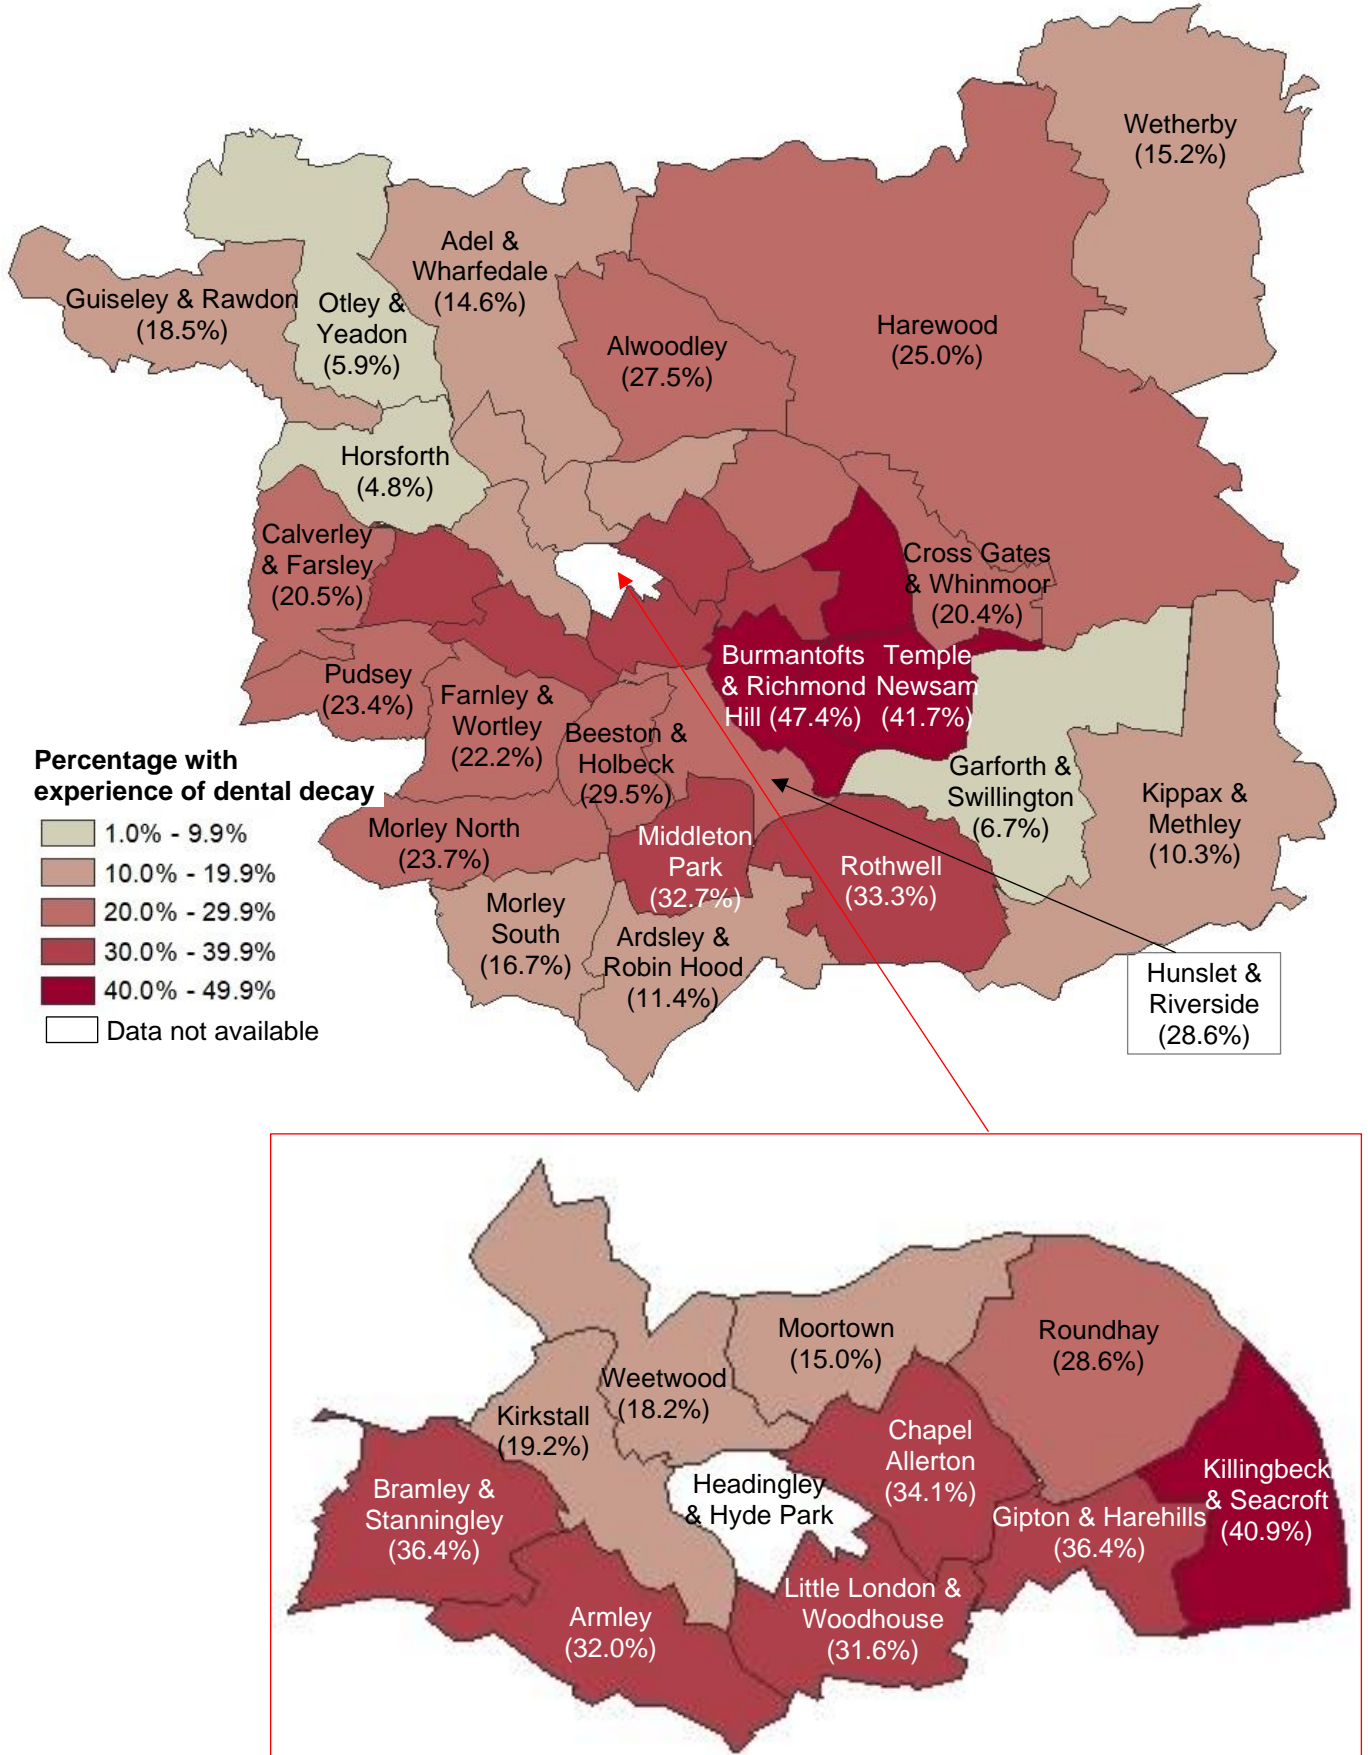 Wetherby
(15.2%)
Adel &
Wharfedale
(14.6%)
Guiseley & Rawdon
(18.5%)
Otley &
Yeadon
(5.9%)
Harewood
(25.0%)
Alwoodley
(27.5%)
Horsforth
(4.8%)
Calverley
& Farsley
(20.5%)
Cross Gates
& Whinmoor
(20.4%)
Pudsey
(23.4%)
Farnley &
Wortley
(22.2%)
Beeston &
Holbeck
(29.5%)
Burmantofts
& Richmond
Hill (47.4%)
Temple
Newsam
(41.7%)
Garforth &
Swillington
(6.7%)
Kippax &
Methley
(10.3%)
Morley North
(23.7%)
Middleton
Park
(32.7%)
Rothwell
(33.3%)
Morley
South
(16.7%)
Ardsley &
Robin Hood
(11.4%)
Hunslet &
Riverside
(28.6%)
Percentage with
experience of dental decay
1.0% - 9.9%
10.0% - 19.9%
20.0% - 29.9%
30.0% - 39.9%
40.0% - 49.9%
Data not available
Moortown
(15.0%)
Roundhay
(28.6%)
Weetwood
(18.2%)
Kirkstall
(19.2%)
Chapel
Allerton
(34.1%)
Killingbeck
& Seacroft
(40.9%)
Bramley &
Stanningley
(36.4%)
Headingley
& Hyde Park
Gipton & Harehills
(36.4%)
Armley
(32.0%)
Little London &
Woodhouse
(31.6%)